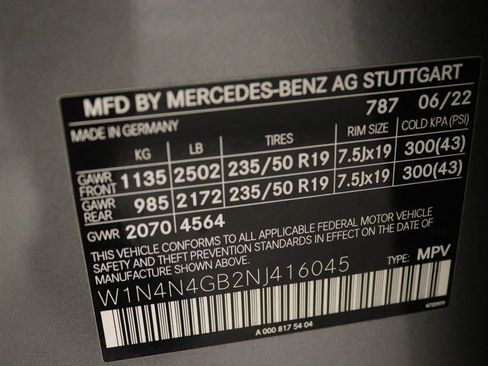 MFD BY MERCEDES-BENZ AG STUTTGART
MADE IN GERMANY 787 06/22
KG LB TIRES RIM SIZE COLD KPA (PSI)
GAWR FRONT 1135 2502 235/50 R19 7.5Jx19 300(43)
GAWR REAR 985 2172 235/50 R19 7.5Jx19 300(43)
GWR 2070 4564
THIS VEHICLE CONFORMS TO ALL APPLICABLE FEDERAL MOTOR VEHICLE
SAFETY AND THEFT PREVENTION STANDARDS IN EFFECT ON THE DATE OF
MANUFACTURE SHOWN ABOVE.
W1N4N4GB2NJ416045 TYPE: MPV
A 000 817 54 04